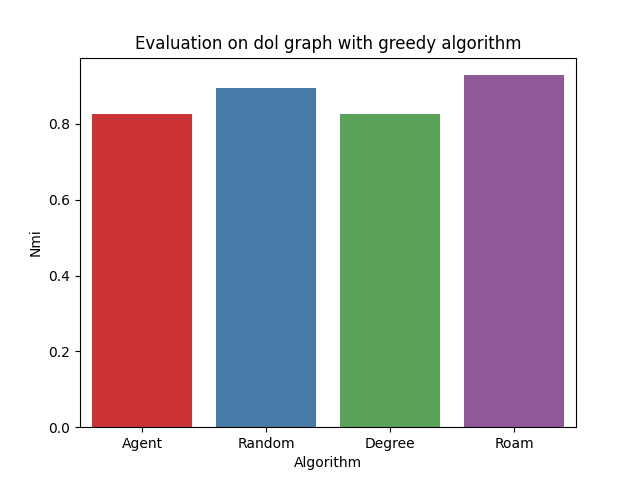 Evaluation on dol graph with greedy algorithm
0.8
0.6
0.4
0.2
0.0
Nmi
Agent Random Degree Roam
Algorithm